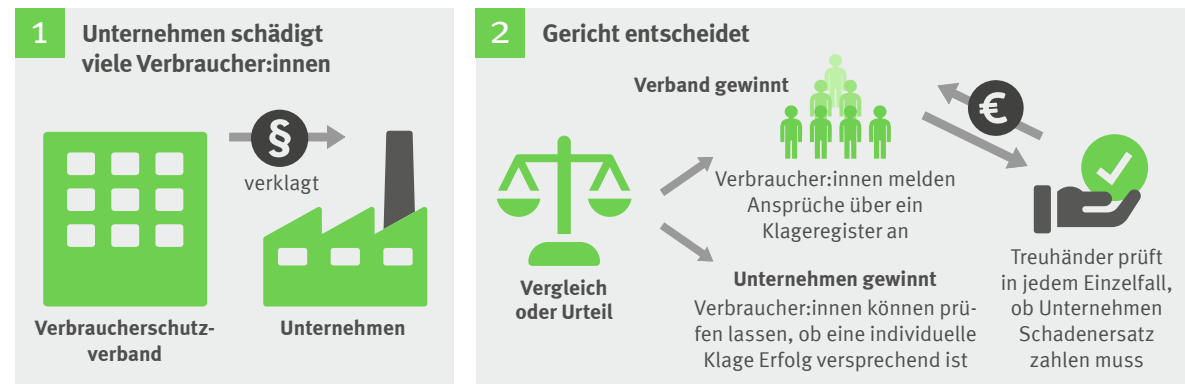 1 Unternehmen schädigt
viele Verbraucher:innen
§
verklagt
Verbraucherschutz-
verband
Unternehmen
2 Gericht entscheidet
Vergleich
oder Urteil
Verband gewinnt
Verbraucher:innen melden
Ansprüche über ein
Klageregister an
€
Treuhänder prüft
in jedem Einzelfall,
ob Unternehmen
Schadenersatz
zahlen muss
Unternehmen gewinnt
Verbraucher:innen können prü-
fen lassen, ob eine individuelle
Klage Erfolg versprechend ist